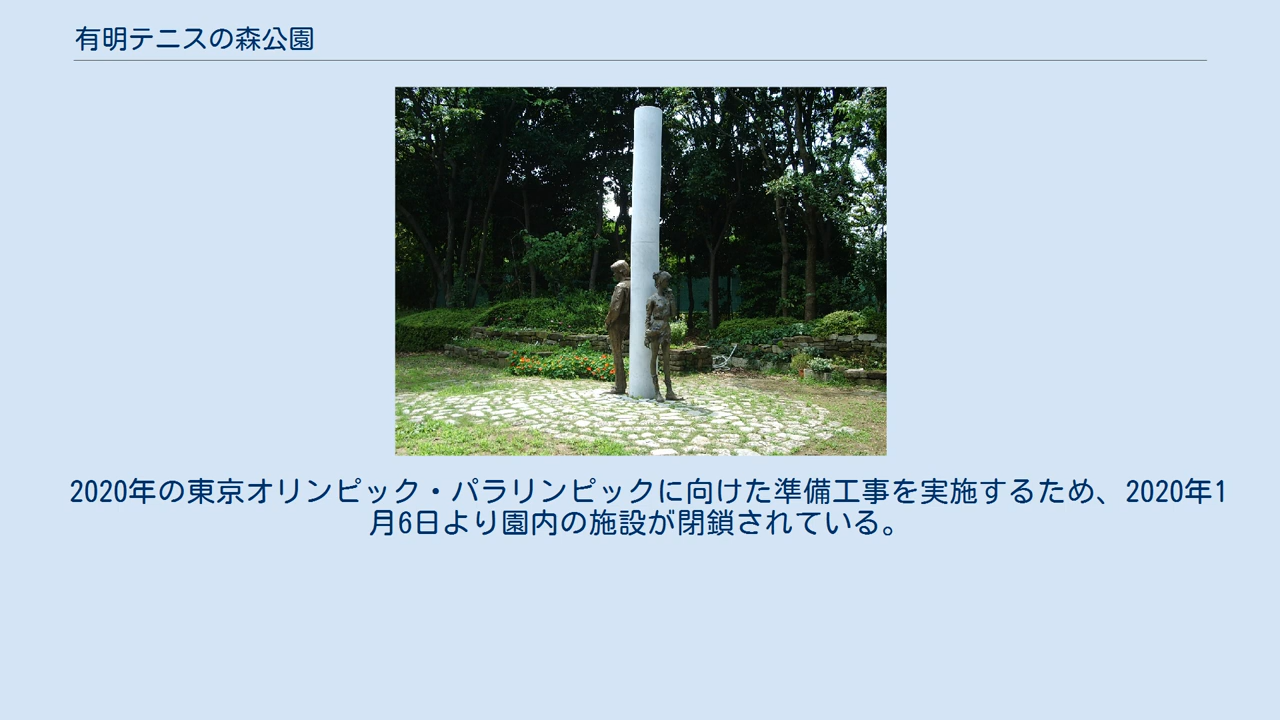 有明テニスの森公園
2020年の東京オリンピック・パラリンピックに向けた準備工事を実施するため、2020年1
月6日より園内の施設が閉鎖されている。